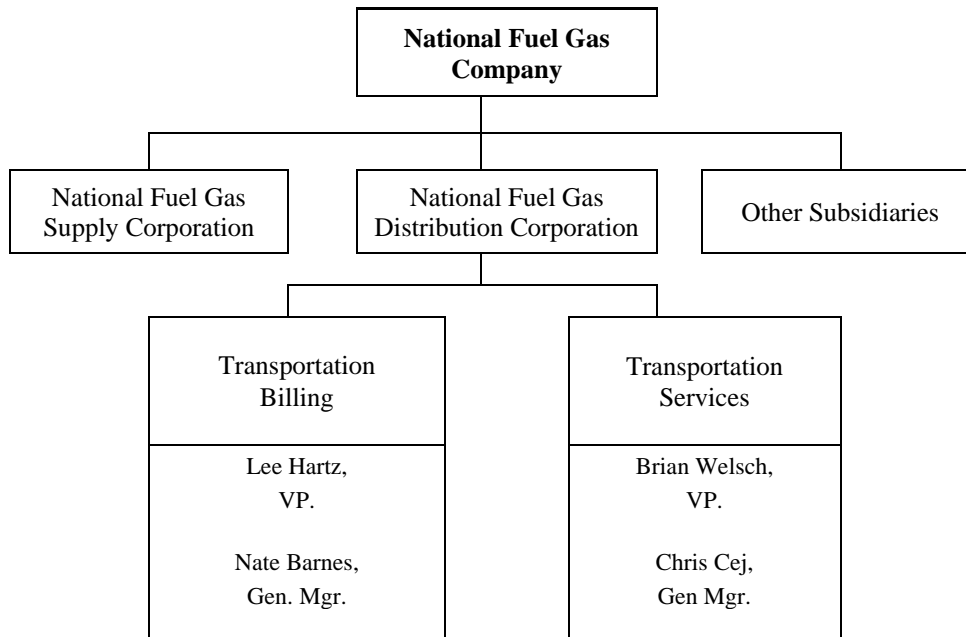 National Fuel Gas
Company
National Fuel Gas
Supply Corporation
National Fuel Gas
Distribution Corporation
Other Subsidiaries
Transportation
Billing
Lee Hartz,
VP.
Nate Barnes,
Gen. Mgr.
Transportation
Services
Brian Welsch,
VP.
Chris Cej,
Gen Mgr.